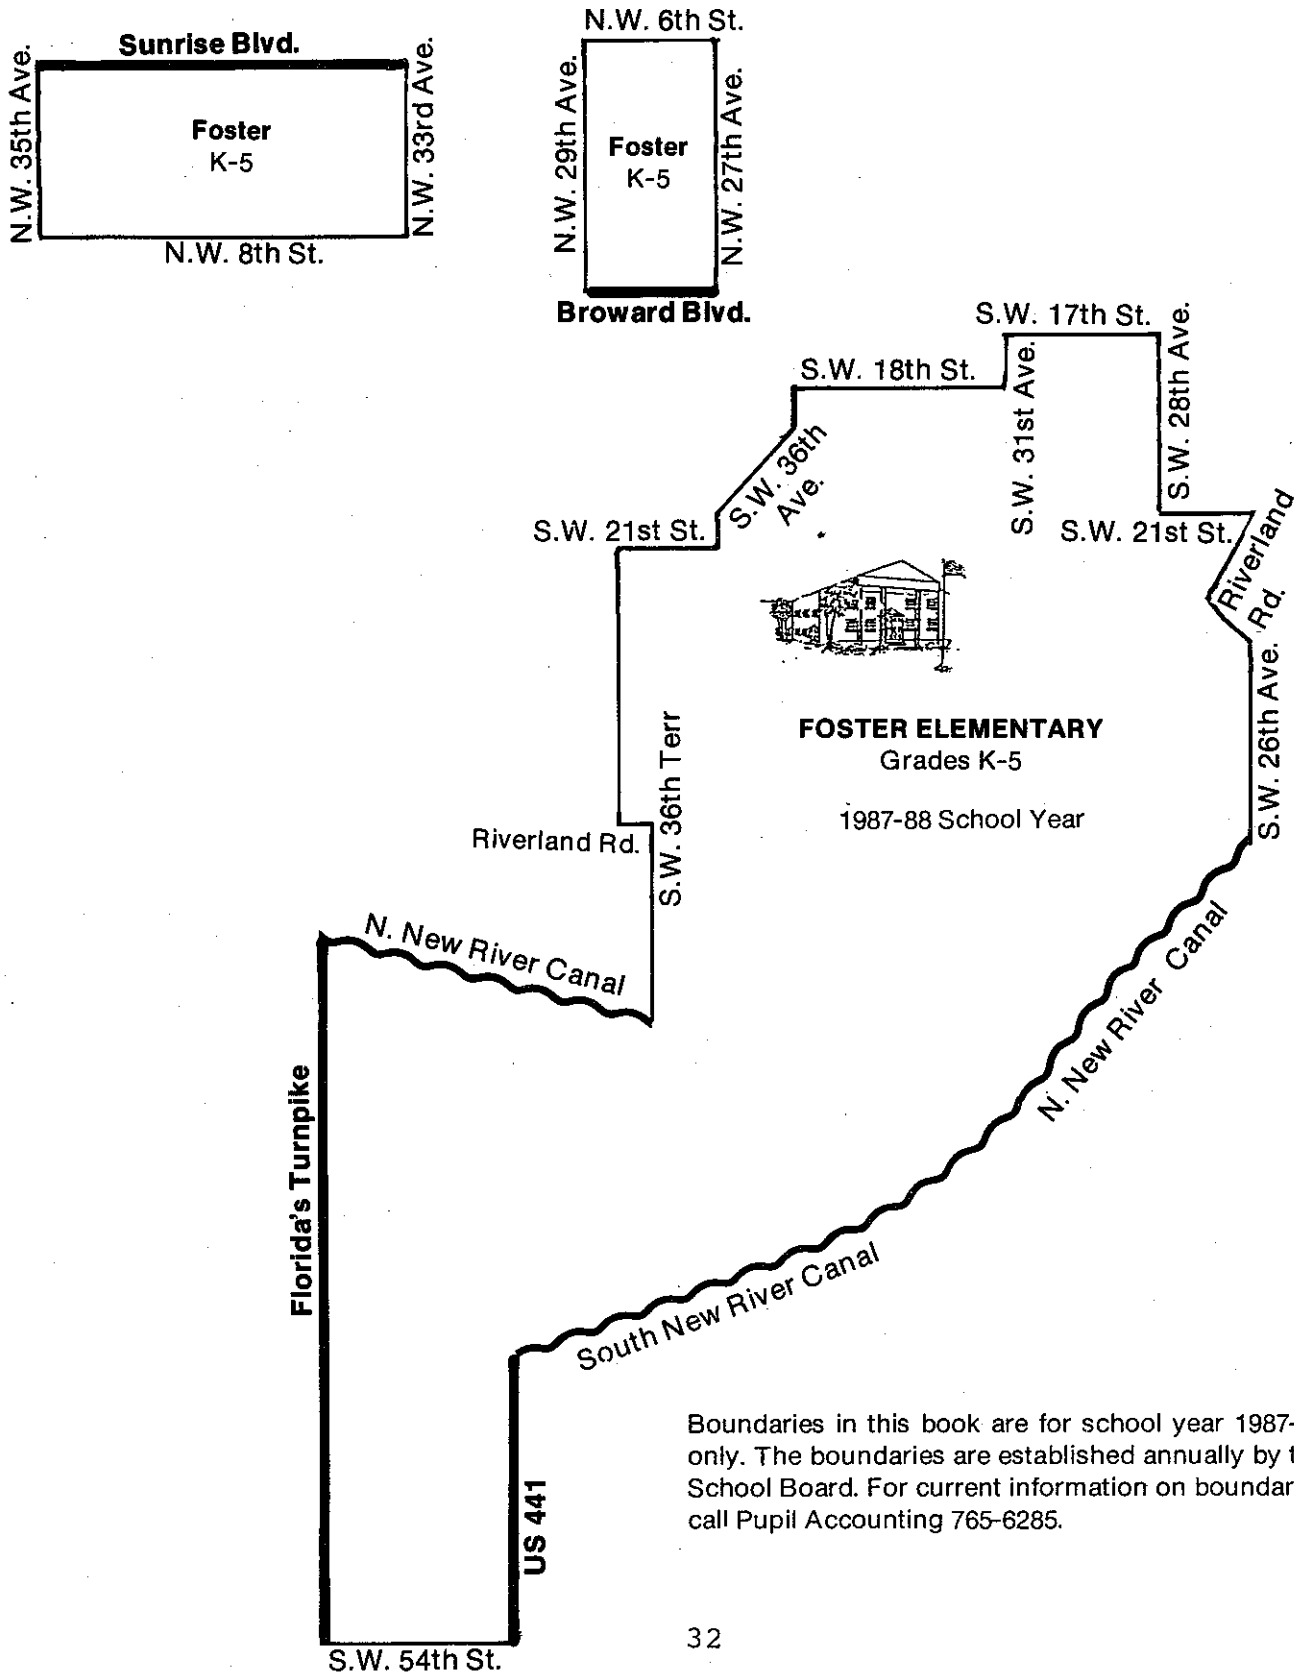 N.W. 6th St.
Sunrise Blvd.
N.W. 35th Ave.
Foster
K-5
N.W. 33rd Ave.
N.W. 8th St.
N.W. 29th Ave.
Foster
K-5
N.W. 27th Ave.
Broward Blvd.
S.W. 17th St.
S.W. 18th St.
S.W. 31st Ave.
S.W. 28th Ave.
S.W. 36th
Ave.
S.W. 21st St.
S.W. 21st St.
Riverland
Rd.
FOSTER ELEMENTARY
Grades K-5
1987-88 School Year
S.W. 26th Ave.
S.W. 36th Terr
Riverland Rd.
N. New River Canal
N. New River Canal
Florida's Turnpike
South New River Canal
US 441
S.W. 54th St.
Boundaries in this book are for school year 1987-
only. The boundaries are established annually by t
School Board. For current information on boundar
call Pupil Accounting 765-6285.
32